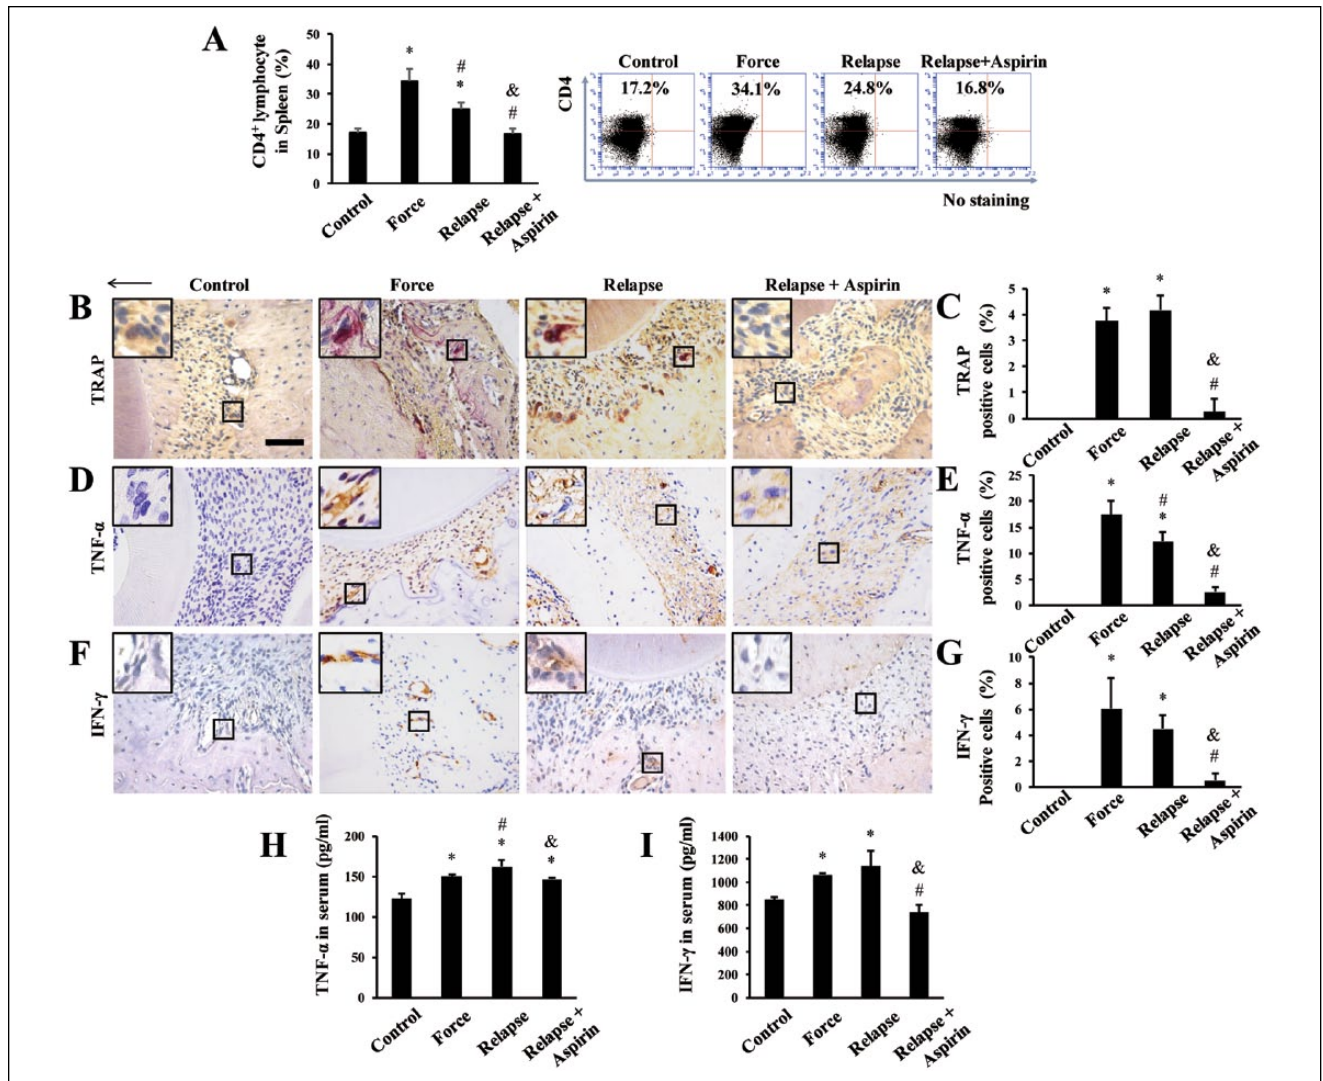 A
CD4⁺ lymphocyte
in Spleen (%)
50
40
30
20
10
0
*
#
*
&
#
Control
Force
Relapse
Relapse +
Aspirin
Control
Force
Relapse
Relapse+Aspirin
17.2%
34.1%
24.8%
16.8%
CD4
No staining
Control
Force
Relapse
Relapse + Aspirin
B
TRAP
C
TRAP
positive cells (%)
5
4
3
2
1
0
*
*
&
#
Control
Force
Relapse
Relapse +
Aspirin
D
TNF-α
E
TNF-α
positive cells (%)
25
20
15
10
5
0
*
#
*
&
#
Control
Force
Relapse
Relapse +
Aspirin
F
IFN-γ
G
IFN-γ
Positive cells (%)
10
8
6
4
2
0
*
*
&
#
Control
Force
Relapse
Relapse +
Aspirin
H
TNF-α in serum (pg/ml)
200
150
100
50
0
*
#
*
&
*
Control
Force
Relapse
Relapse +
Aspirin
I
IFN-γ in serum (pg/ml)
1400
1200
1000
800
600
400
200
0
*
*
&
#
Control
Force
Relapse
Relapse +
Aspirin